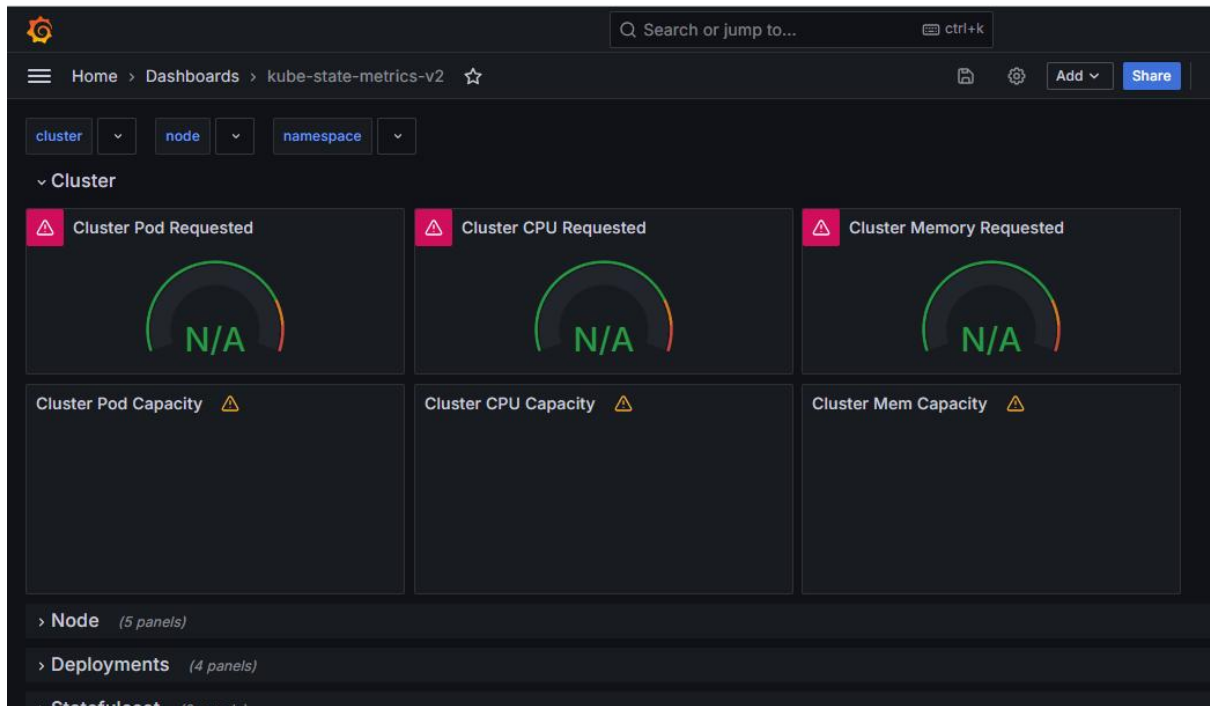 Search or jump to... ctrl+k
Home > Dashboards > kube-state-metrics-v2 Add Share
cluster node namespace
Cluster
Cluster Pod Requested Cluster CPU Requested Cluster Memory Requested
N/A N/A N/A
Cluster Pod Capacity Cluster CPU Capacity Cluster Mem Capacity
> Node (5 panels)
> Deployments (4 panels)